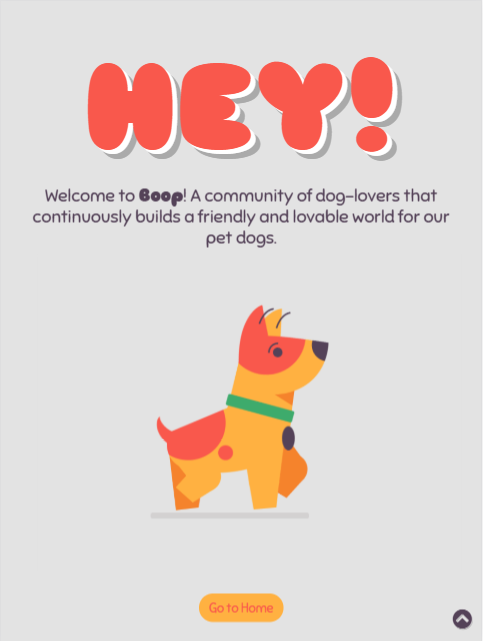 HEY!
Welcome to Boop! A community of dog-lovers that
continuously builds a friendly and lovable world for our
pet dogs.
Go to Home